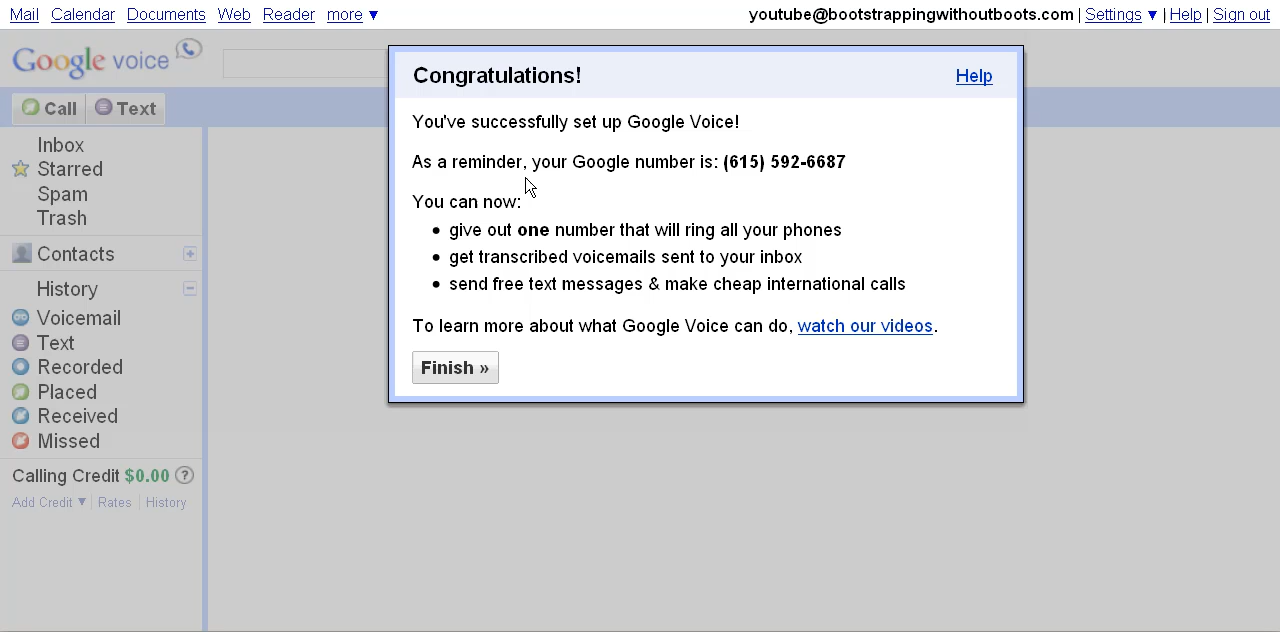 Mail Calendar Documents Web Reader more ▼ youtube@bootstrappingwithoutboots.com | Settings ▼ | Help | Sign out
Google voice
Call Text
Congratulations! Help
You've successfully set up Google Voice!
As a reminder, your Google number is: (615) 592-6687
You can now:
• give out one number that will ring all your phones
• get transcribed voicemails sent to your inbox
• send free text messages & make cheap international calls
To learn more about what Google Voice can do, watch our videos.
Finish »
Inbox
Starred
Spam
Trash
Contacts
History
Voicemail
Text
Recorded
Placed
Received
Missed
Calling Credit $0.00 ?
Add Credit ▼ | Rates | History